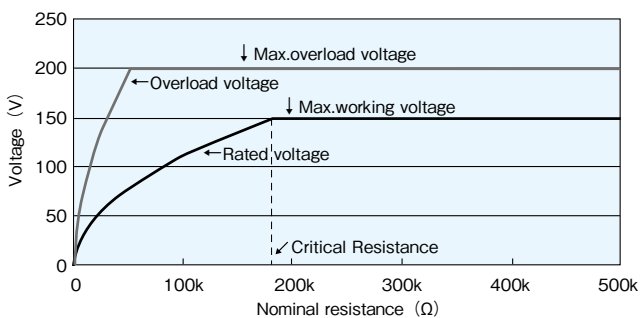 250
200
150
100
50
0
Voltage (V)
↓ Max.overload voltage
← Overload voltage
↓ Max.working voltage
← Rated voltage
↙ Critical Resistance
0 100k 200k 300k 400k 500k
Nominal resistance (Ω)